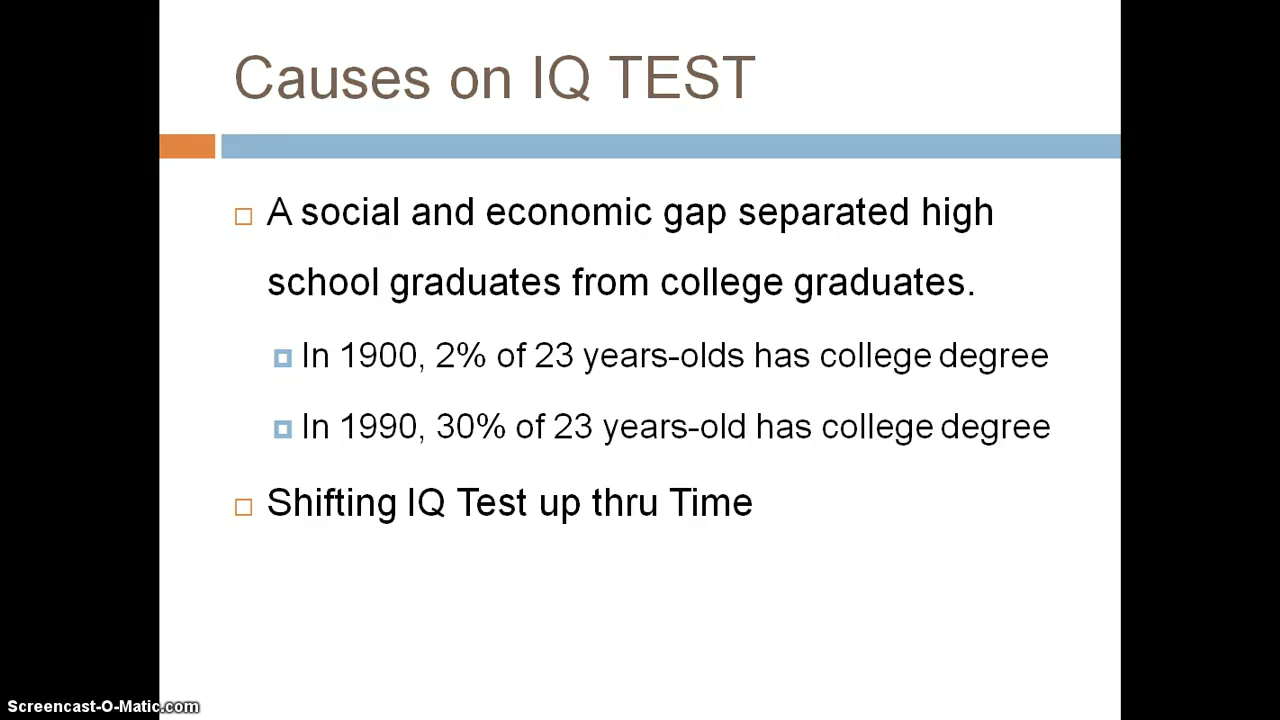 Causes on IQ TEST
A social and economic gap separated high
school graduates from college graduates.
In 1900, 2% of 23 years-olds has college degree
In 1990, 30% of 23 years-old has college degree
Shifting IQ Test up thru Time
Screencast-O-Matic.com